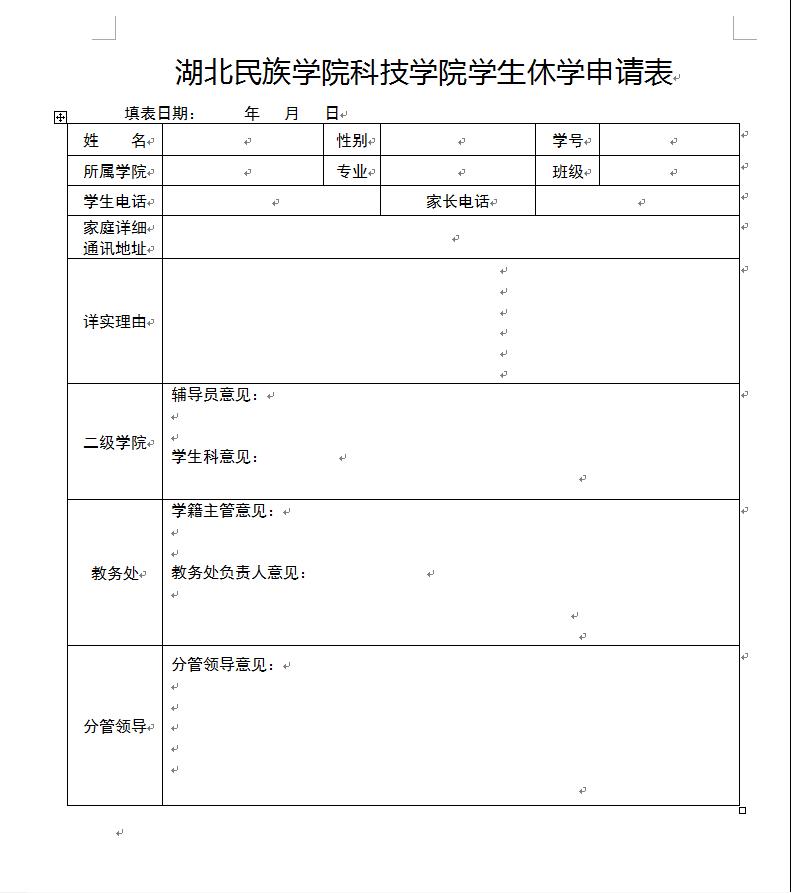 湖北民族学院科技学院学生休学申请表
填表日期： 年 月 日
姓 名 性别 学号
所属学院 专业 班级
学生电话 家长电话
家庭详细
通讯地址
详实理由
辅导员意见：
二级学院
学生科意见：
学籍主管意见：
教务处
教务处负责人意见：
分管领导意见：
分管领导